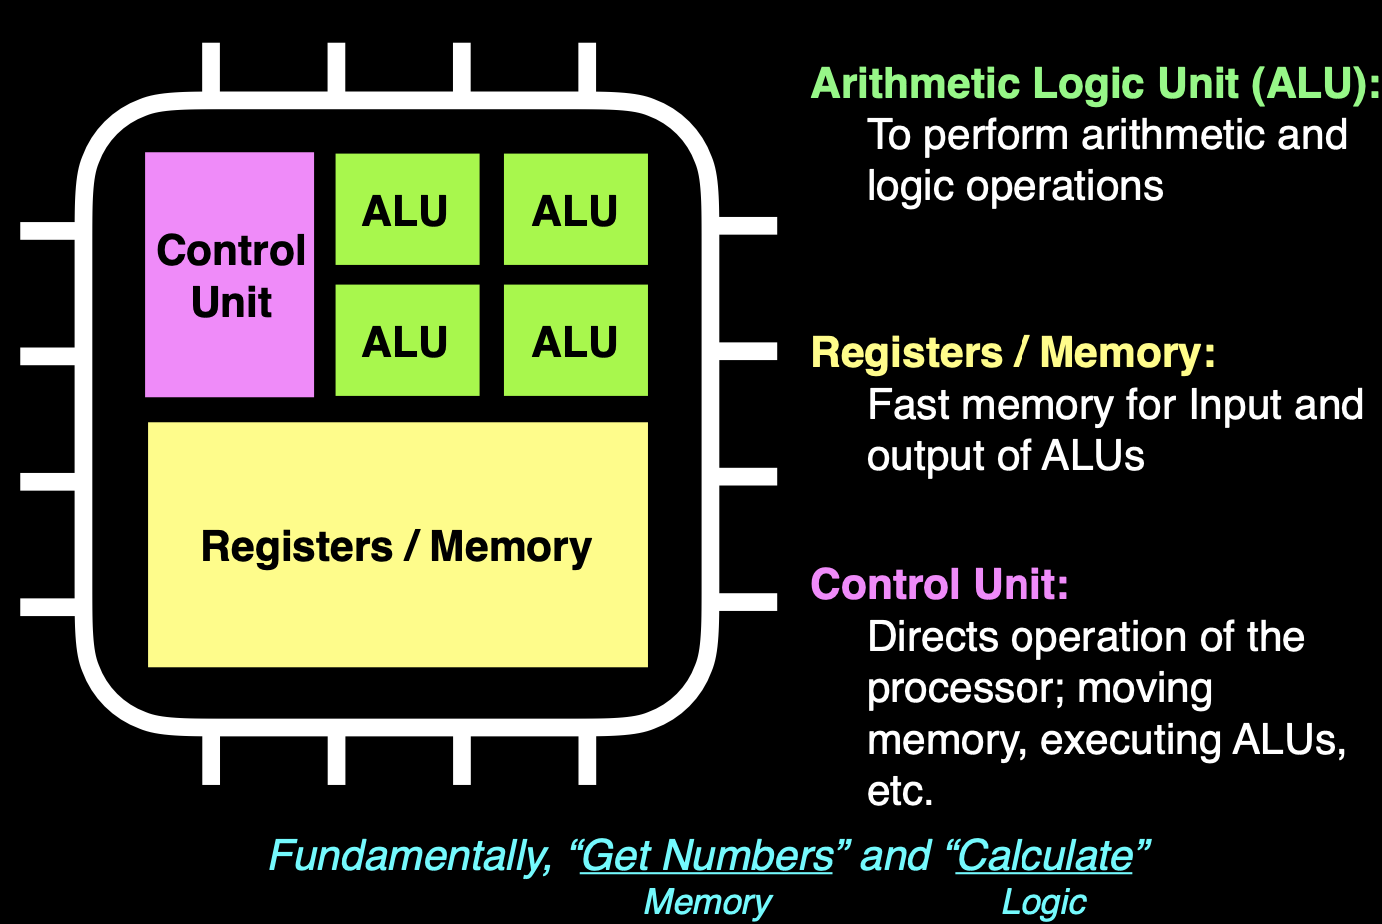 Control
Unit
ALU
ALU
ALU
ALU
Registers / Memory
Arithmetic Logic Unit (ALU):
To perform arithmetic and
logic operations
Registers / Memory:
Fast memory for Input and
output of ALUs
Control Unit:
Directs operation of the
processor; moving
memory, executing ALUs,
etc.
Fundamentally, “Get Numbers” and “Calculate”
Memory
Logic